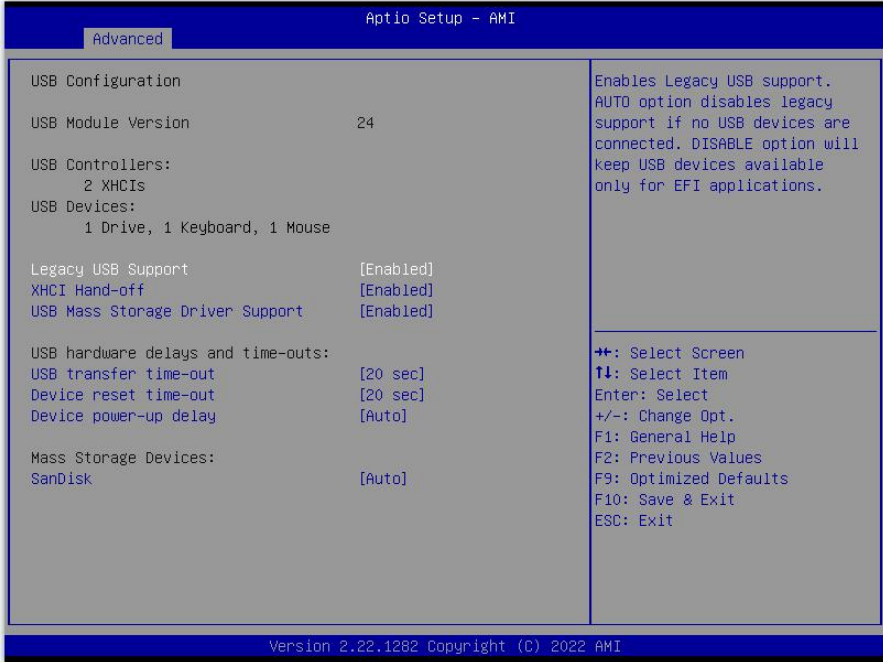 Aptio Setup – AMI
Advanced
USB Configuration
USB Module Version 24
USB Controllers:
2 XHCIs
USB Devices:
1 Drive, 1 Keyboard, 1 Mouse
Legacy USB Support [Enabled]
XHCI Hand-off [Enabled]
USB Mass Storage Driver Support [Enabled]
USB hardware delays and time-outs:
USB transfer time-out [20 sec]
Device reset time-out [20 sec]
Device power-up delay [Auto]
Mass Storage Devices:
SanDisk [Auto]
Enables Legacy USB support.
AUTO option disables legacy
support if no USB devices are
connected. DISABLE option will
keep USB devices available
only for EFI applications.
→←: Select Screen
↑↓: Select Item
Enter: Select
+/-: Change Opt.
F1: General Help
F2: Previous Values
F9: Optimized Defaults
F10: Save & Exit
ESC: Exit
Version 2.22.1282 Copyright (C) 2022 AMI